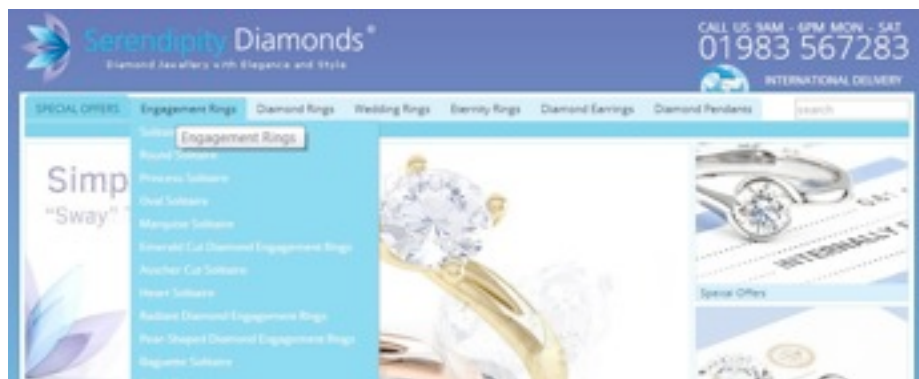 Serendipity Diamonds®
Diamond Jewellery with Elegance and Style
CALL US 9AM - 6PM MON - SAT
01983 567283
INTERNATIONAL DELIVERY
SPECIAL OFFERS
Engagement Rings
Diamond Rings
Wedding Rings
Eternity Rings
Diamond Earrings
Diamond Pendants
search
Engagement Rings
Round Solitaire
Princess Solitaire
Oval Solitaire
Marquise Solitaire
Emerald Cut Diamond Engagement Rings
Asscher Cut Solitaire
Heart Solitaire
Radiant Diamond Engagement Rings
Pear Shaped Diamond Engagement Rings
Baguette Solitaire
Simp
"Sway"
INTERNALLY F
Special Offers